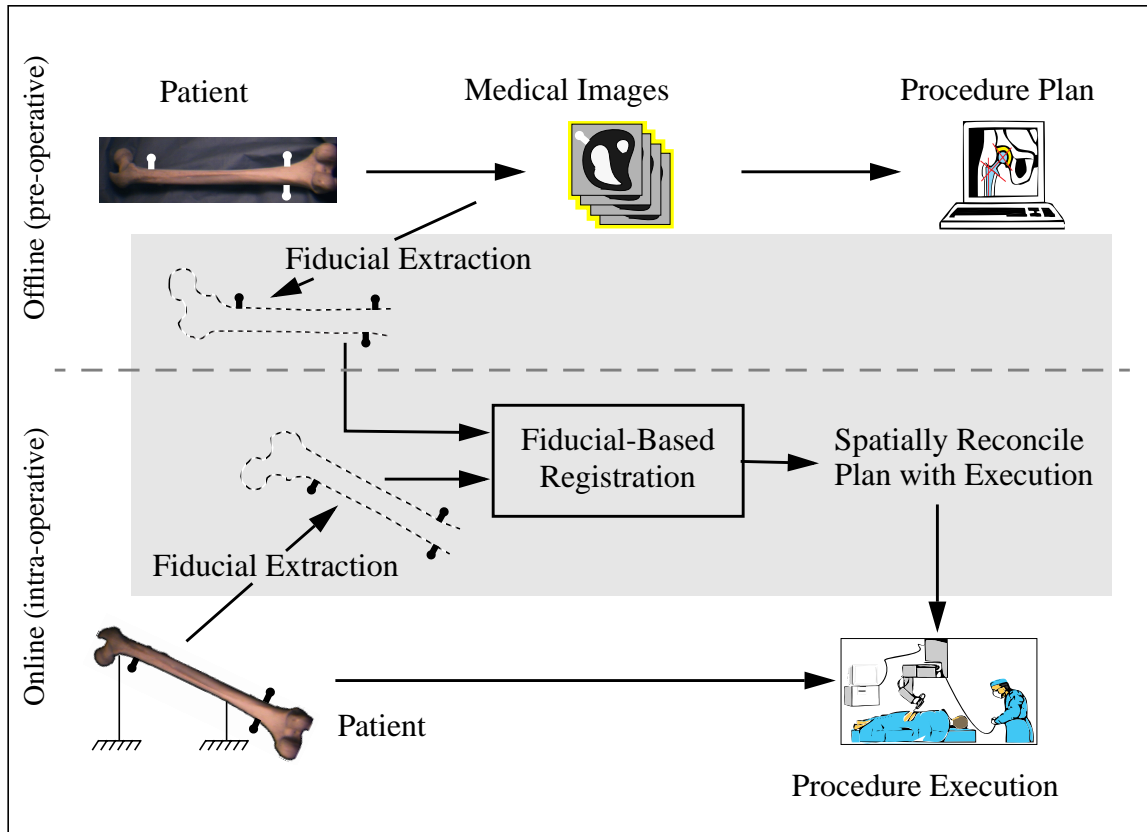 Offline (pre-operative)
Patient
Medical Images
Procedure Plan
Fiducial Extraction
Online (intra-operative)
Fiducial-Based
Registration
Spatially Reconcile
Plan with Execution
Fiducial Extraction
Patient
Procedure Execution